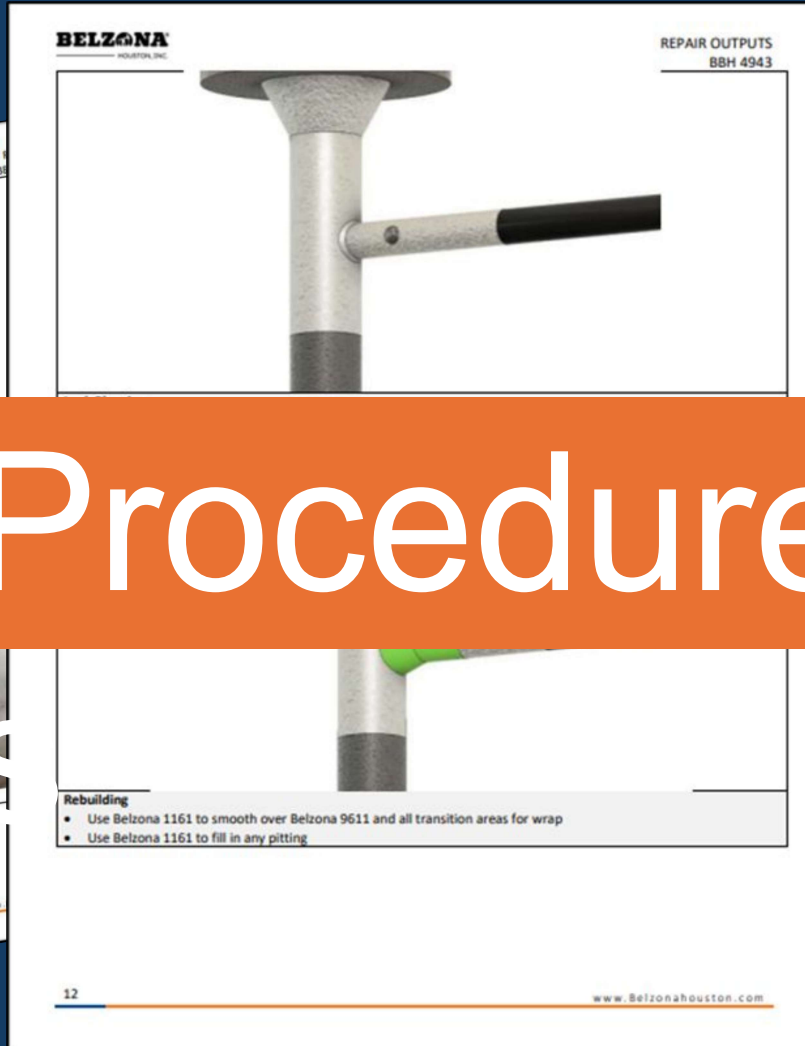 BELZONA
HOUSTON, INC.
REPAIR OUTPUTS
BBH 4943
Procedure
Rebuilding
• Use Belzona 1161 to smooth over Belzona 9611 and all transition areas for wrap
• Use Belzona 1161 to fill in any pitting
12
www.Belzonahouston.com